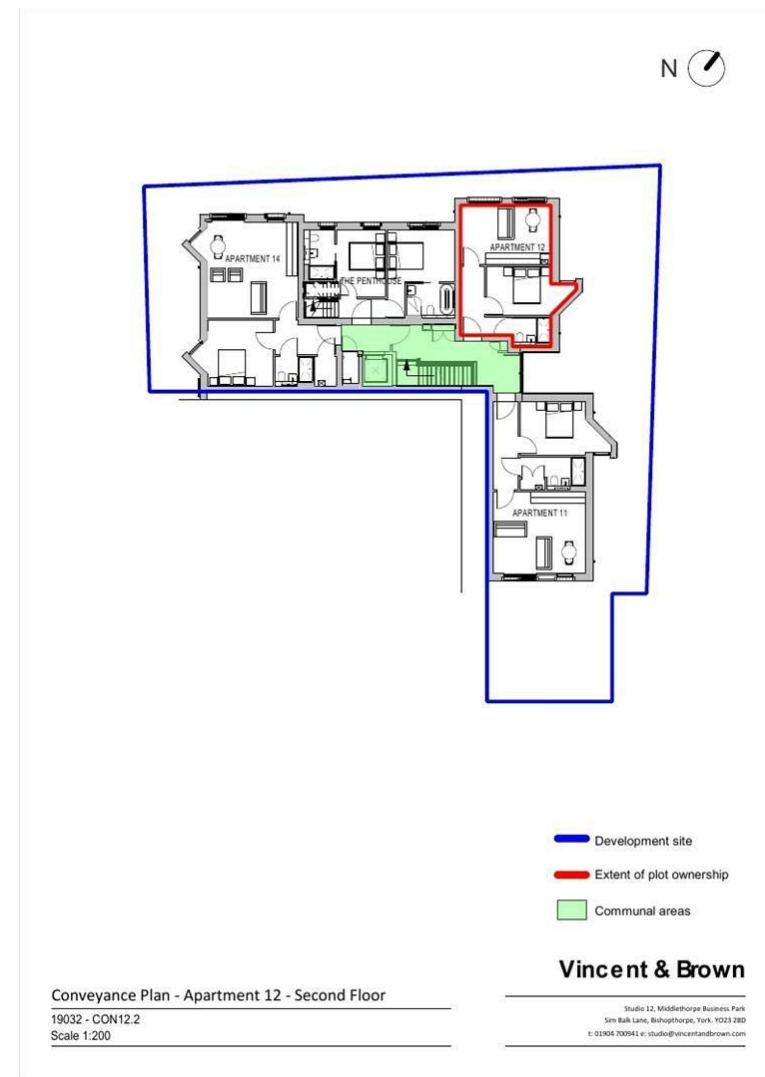 N
APARTMENT 12
APARTMENT 14
THE PENTHOUSE
APARTMENT 11
Development site
Extent of plot ownership
Communal areas
Vincent & Brown
Conveyance Plan - Apartment 12 - Second Floor
19032 - CON12.2
Scale 1:200
Studio 12, Middlethorpe Business Park
Sim Balk Lane, Bishopthorpe, York. YO23 2BD
t: 01904 700941 e: studio@vincentandbrown.com